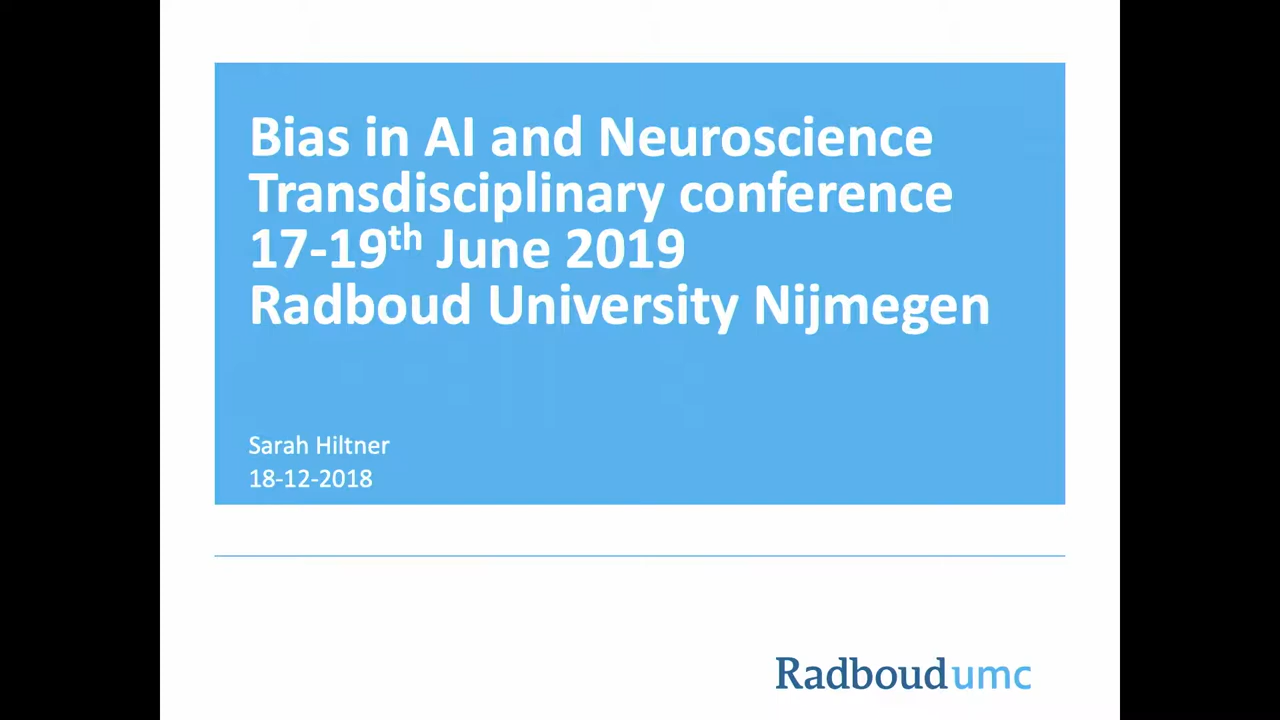 Bias in AI and Neuroscience
Transdisciplinary conference
17-19th June 2019
Radboud University Nijmegen
Sarah Hiltner
18-12-2018
Radboudumc